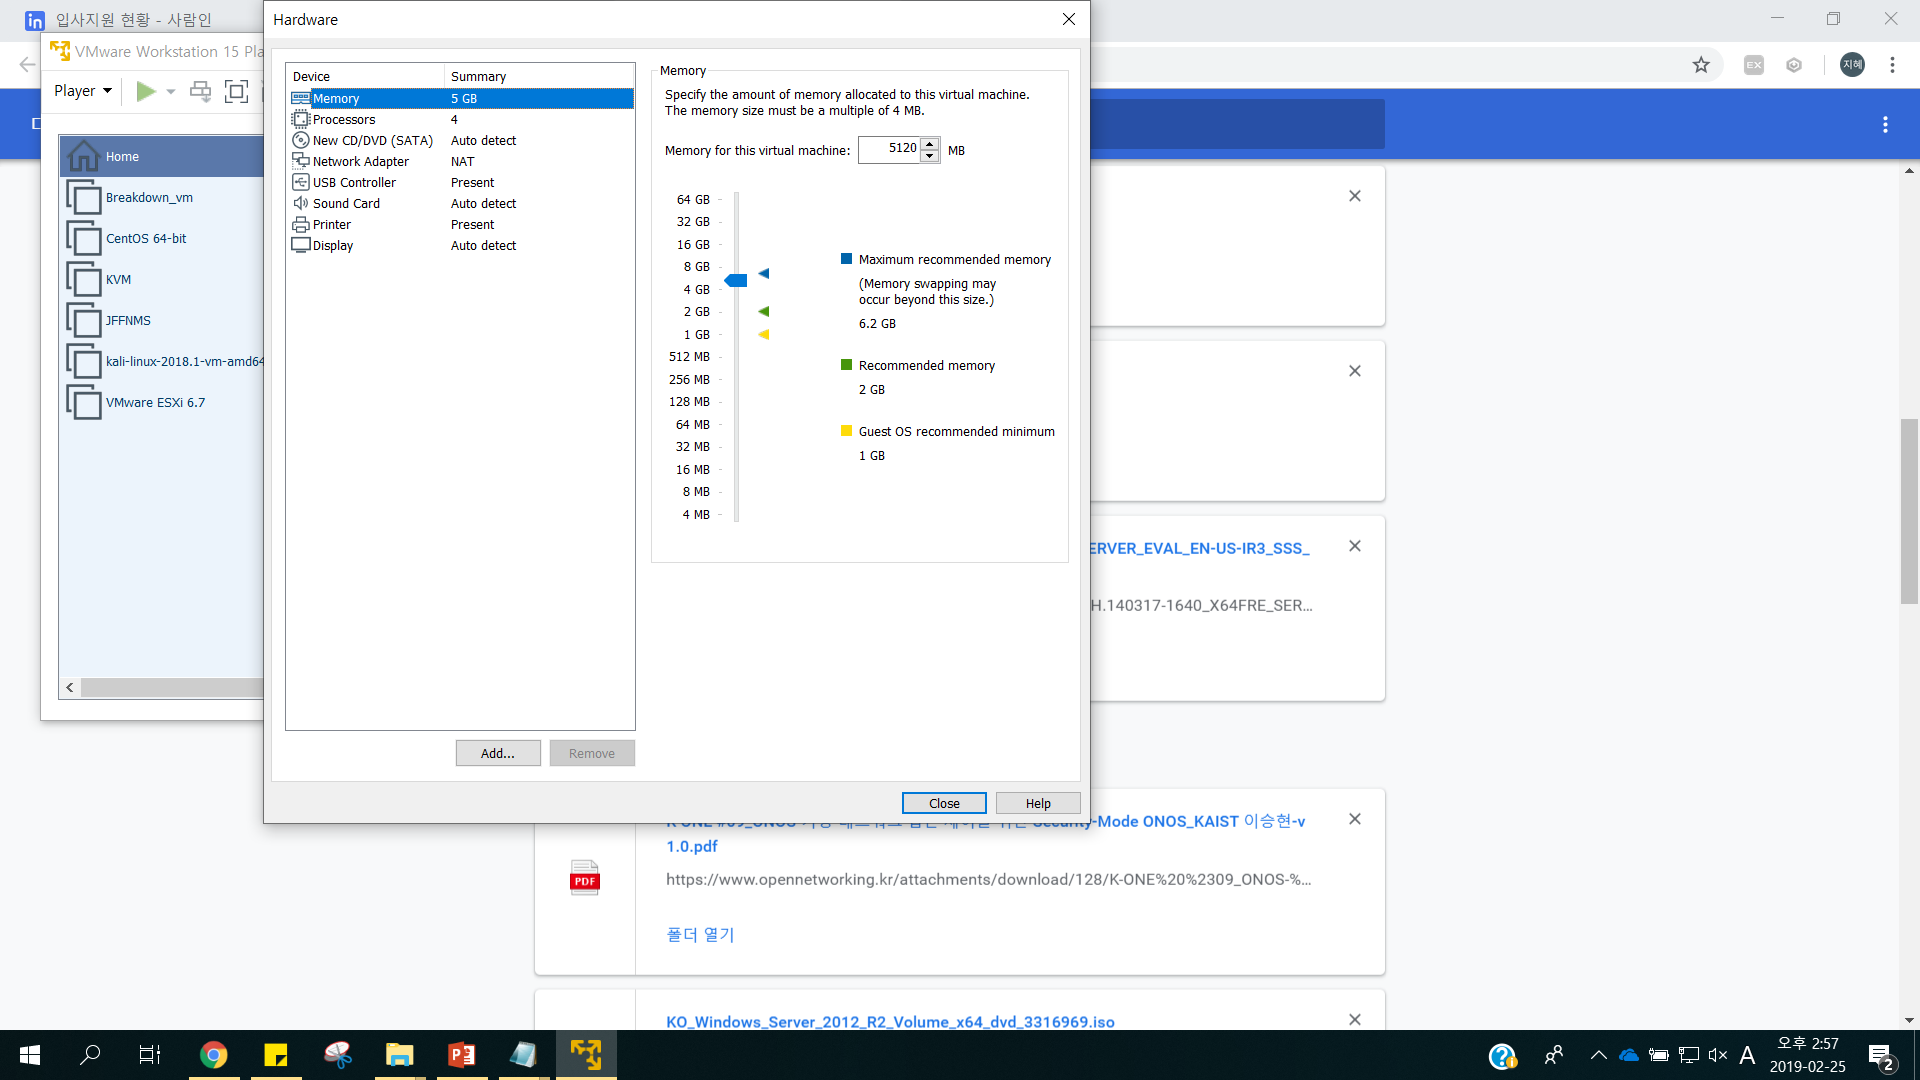 입사지원 현황 - 사람인
Hardware
VMware Workstation 15 Pla
Player
지혜
EX
Home
Breakdown_vm
CentOS 64-bit
KVM
JFFNMS
kali-linux-2018.1-vm-amd64
VMware ESXi 6.7
Device Summary
Memory 5 GB
Processors 4
New CD/DVD (SATA) Auto detect
Network Adapter NAT
USB Controller Present
Sound Card Auto detect
Printer Present
Display Auto detect
Add...
Remove
Memory
Specify the amount of memory allocated to this virtual machine.
The memory size must be a multiple of 4 MB.
Memory for this virtual machine: 5120 MB
64 GB
32 GB
16 GB
8 GB
4 GB
2 GB
1 GB
512 MB
256 MB
128 MB
64 MB
32 MB
16 MB
8 MB
4 MB
Maximum recommended memory
(Memory swapping may
occur beyond this size.)
6.2 GB
Recommended memory
2 GB
Guest OS recommended minimum
1 GB
Close
Help
ERVER_EVAL_EN-US-IR3_SSS_
H.140317-1640_X64FRE_SER...
Security-Mode ONOS_KAIST 이승현-v
1.0.pdf
PDF
https://www.opennetworking.kr/attachments/download/128/K-ONE%20%2309_ONOS-%...
폴더 열기
KO_Windows_Server_2012_R2_Volume_x64_dvd_3316969.iso
A
오후 2:57
2019-02-25
2